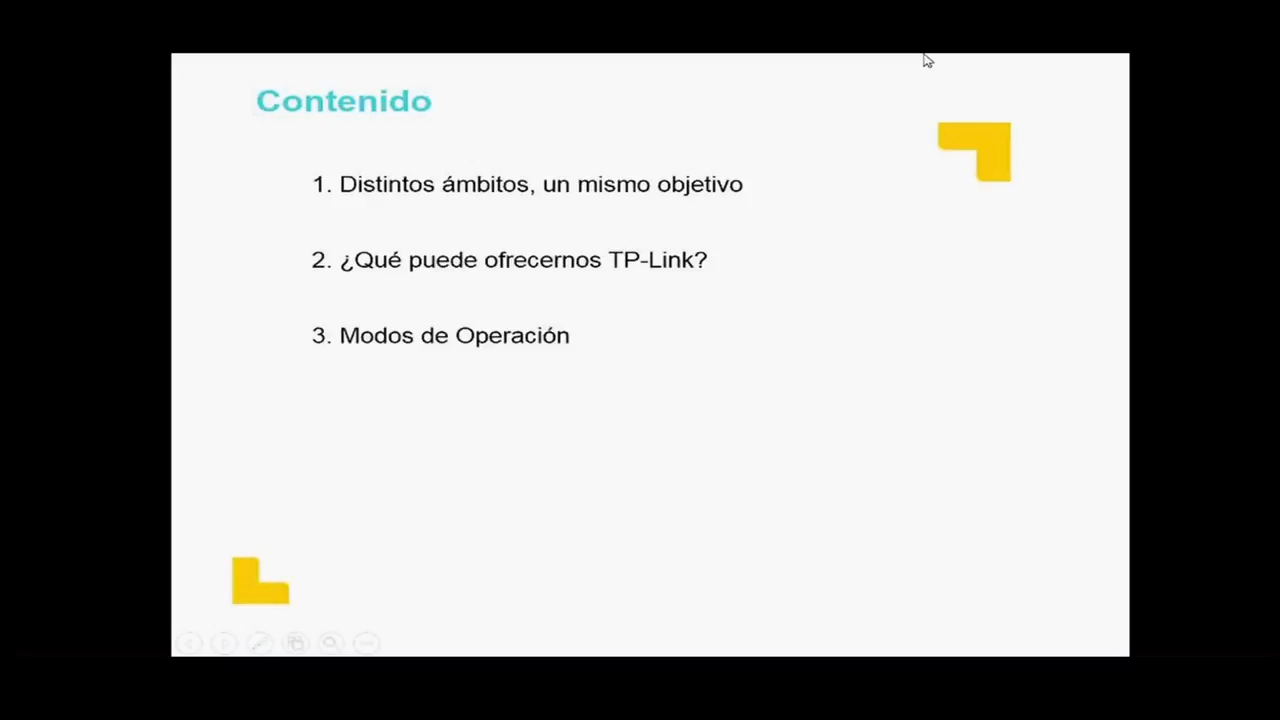 Contenido
1. Distintos ámbitos, un mismo objetivo
2. ¿Qué puede ofrecernos TP-Link?
3. Modos de Operación